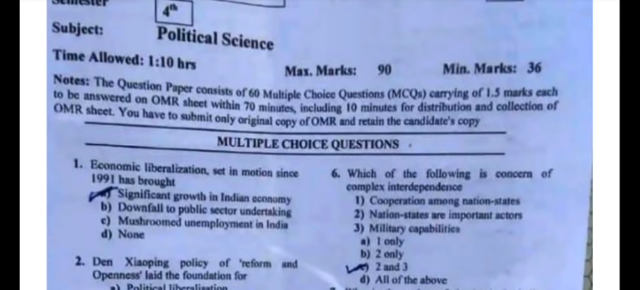 Semester
4th
Subject:
Political Science
Time Allowed: 1:10 hrs
Max. Marks: 90
Min. Marks: 36
Notes: The Question Paper consists of 60 Multiple Choice Questions (MCQs) carrying of 1.5 marks each
to be answered on OMR sheet within 70 minutes, including 10 minutes for distribution and collection of
OMR sheet. You have to submit only original copy of OMR and retain the candidate's copy
MULTIPLE CHOICE QUESTIONS
1. Economic liberalization, set in motion since
1991 has brought
Significant growth in Indian economy
b) Downfall to public sector undertaking
c) Mushroomed unemployment in India
d) None
2. Den Xiaoping policy of 'reform and
Openness' laid the foundation for
a) Political liberalisation
6. Which of the following is concern of
complex interdependence
1) Cooperation among nation-states
2) Nation-states are important actors
3) Military capabilities
a) 1 only
b) 2 only
2 and 3
d) All of the above